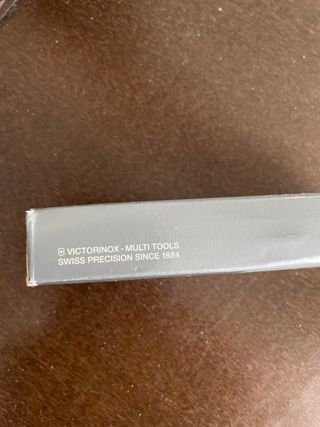 VICTORINOX - MULTI TOOLS
SWISS PRECISION SINCE 1884